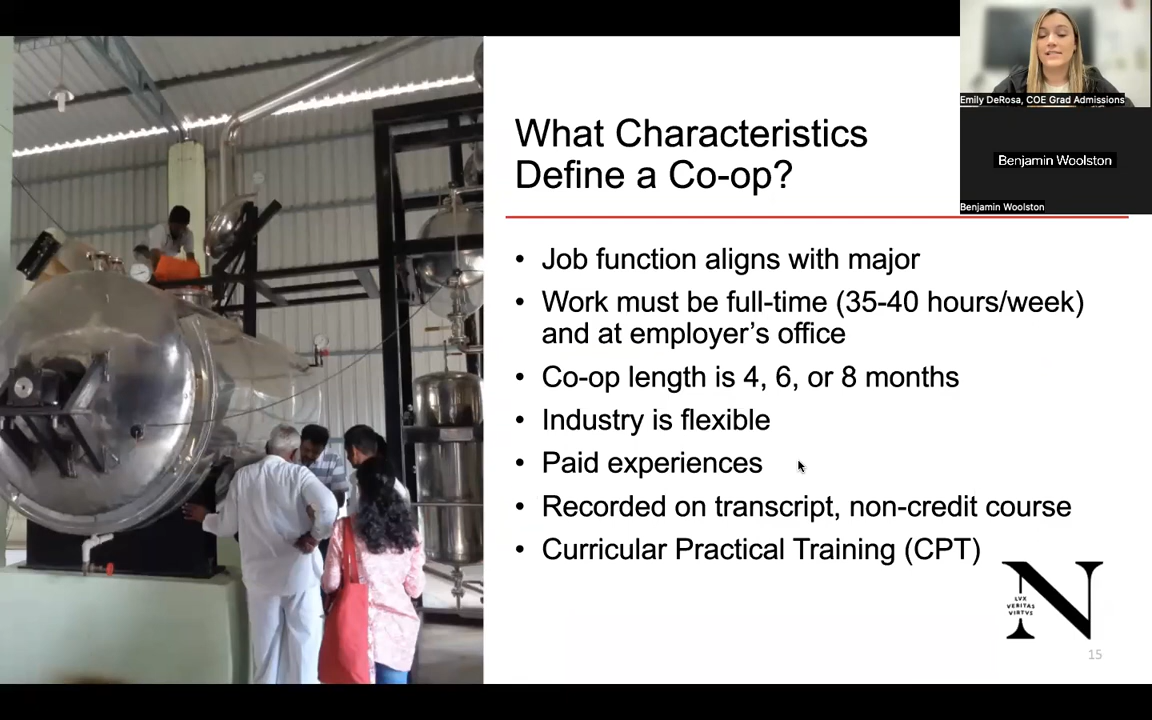 What Characteristics
Define a Co-op?
• Job function aligns with major
• Work must be full-time (35-40 hours/week)
and at employer’s office
• Co-op length is 4, 6, or 8 months
• Industry is flexible
• Paid experiences
• Recorded on transcript, non-credit course
• Curricular Practical Training (CPT)
Emily DeRosa, COE Grad Admissions
Benjamin Woolston
Benjamin Woolston
N
LVX
VERITAS
VIRTVS
15